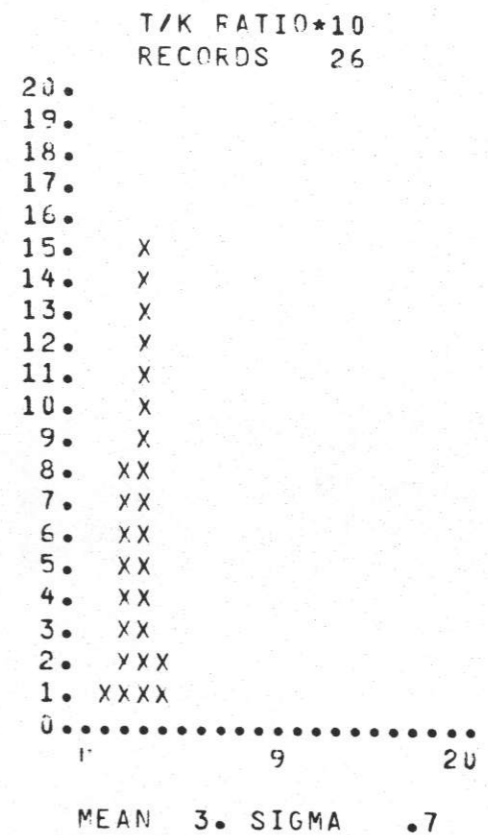 T/K RATIO*10
RECORDS 26
20.
19.
18.
17.
16.
15. X
14. X
13. X
12. X
11. X
10. X
9. X
8. XX
7. XX
6. XX
5. XX
4. XX
3. XX
2. XXX
1. XXXX
0.....................
9 20
MEAN 3. SIGMA .7